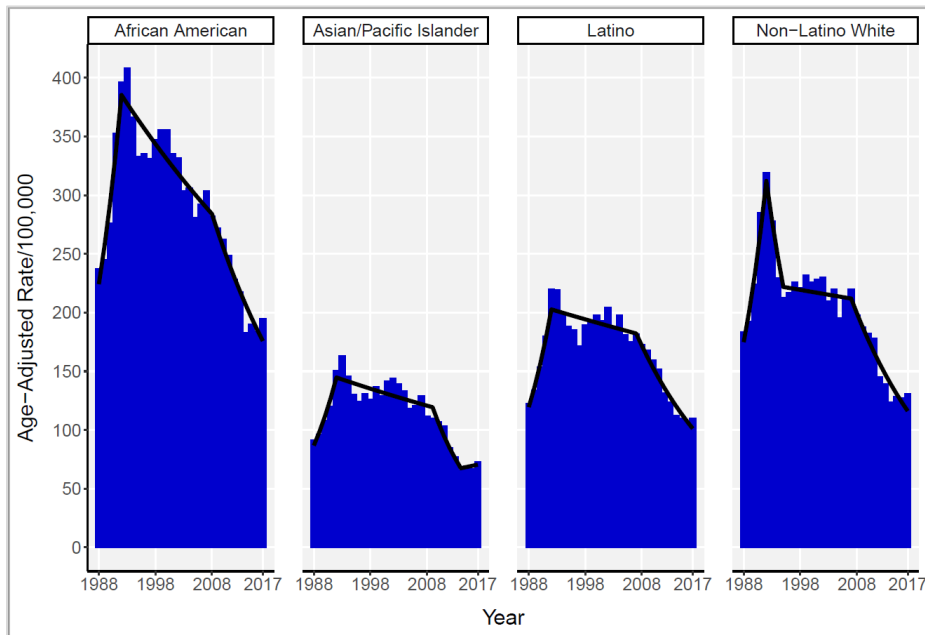 African American
Asian/Pacific Islander
Latino
Non−Latino White
Age−Adjusted Rate/100,000
400
350
300
250
200
150
100
50
0
1988 1998 2008 2017
1988 1998 2008 2017
1988 1998 2008 2017
1988 1998 2008 2017
Year